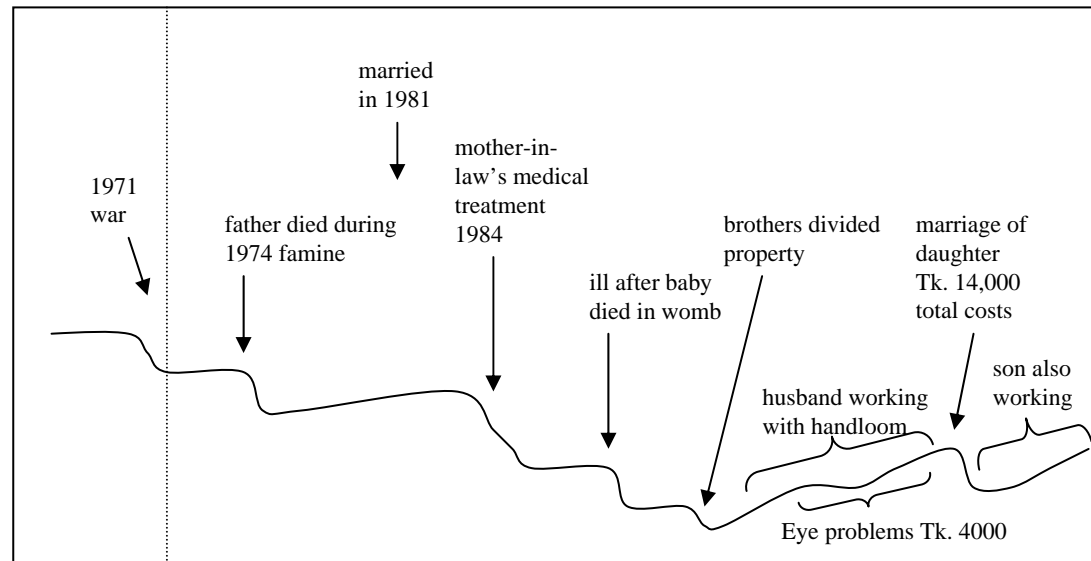 1971
war
father died during
1974 famine
married
in 1981
mother-in-
law's medical
treatment
1984
ill after baby
died in womb
brothers divided
property
husband working
with handloom
Eye problems Tk. 4000
marriage of
daughter
Tk. 14,000
total costs
son also
working